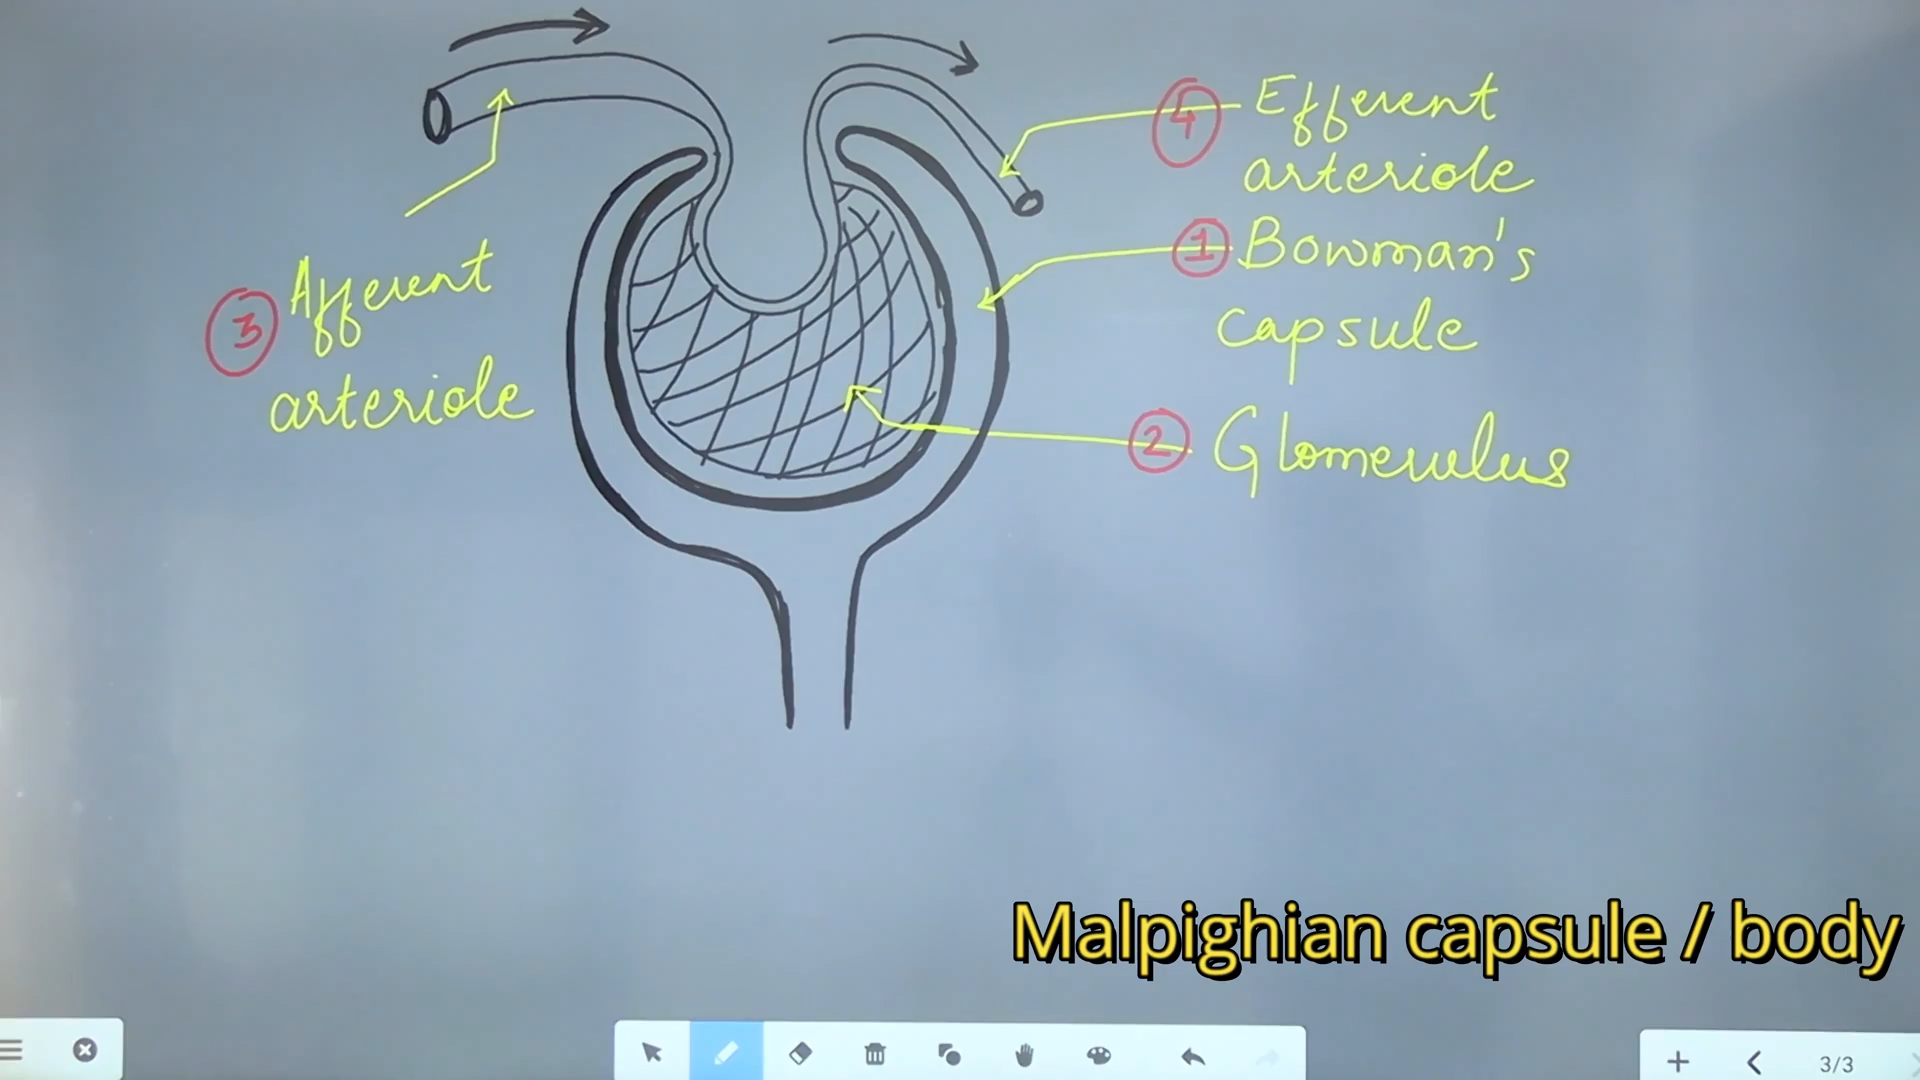 4 Efferent
arteriole
1 Bowman's
capsule
3 Afferent
arteriole
2 Glomerulus
Malpighian capsule / body
3/3